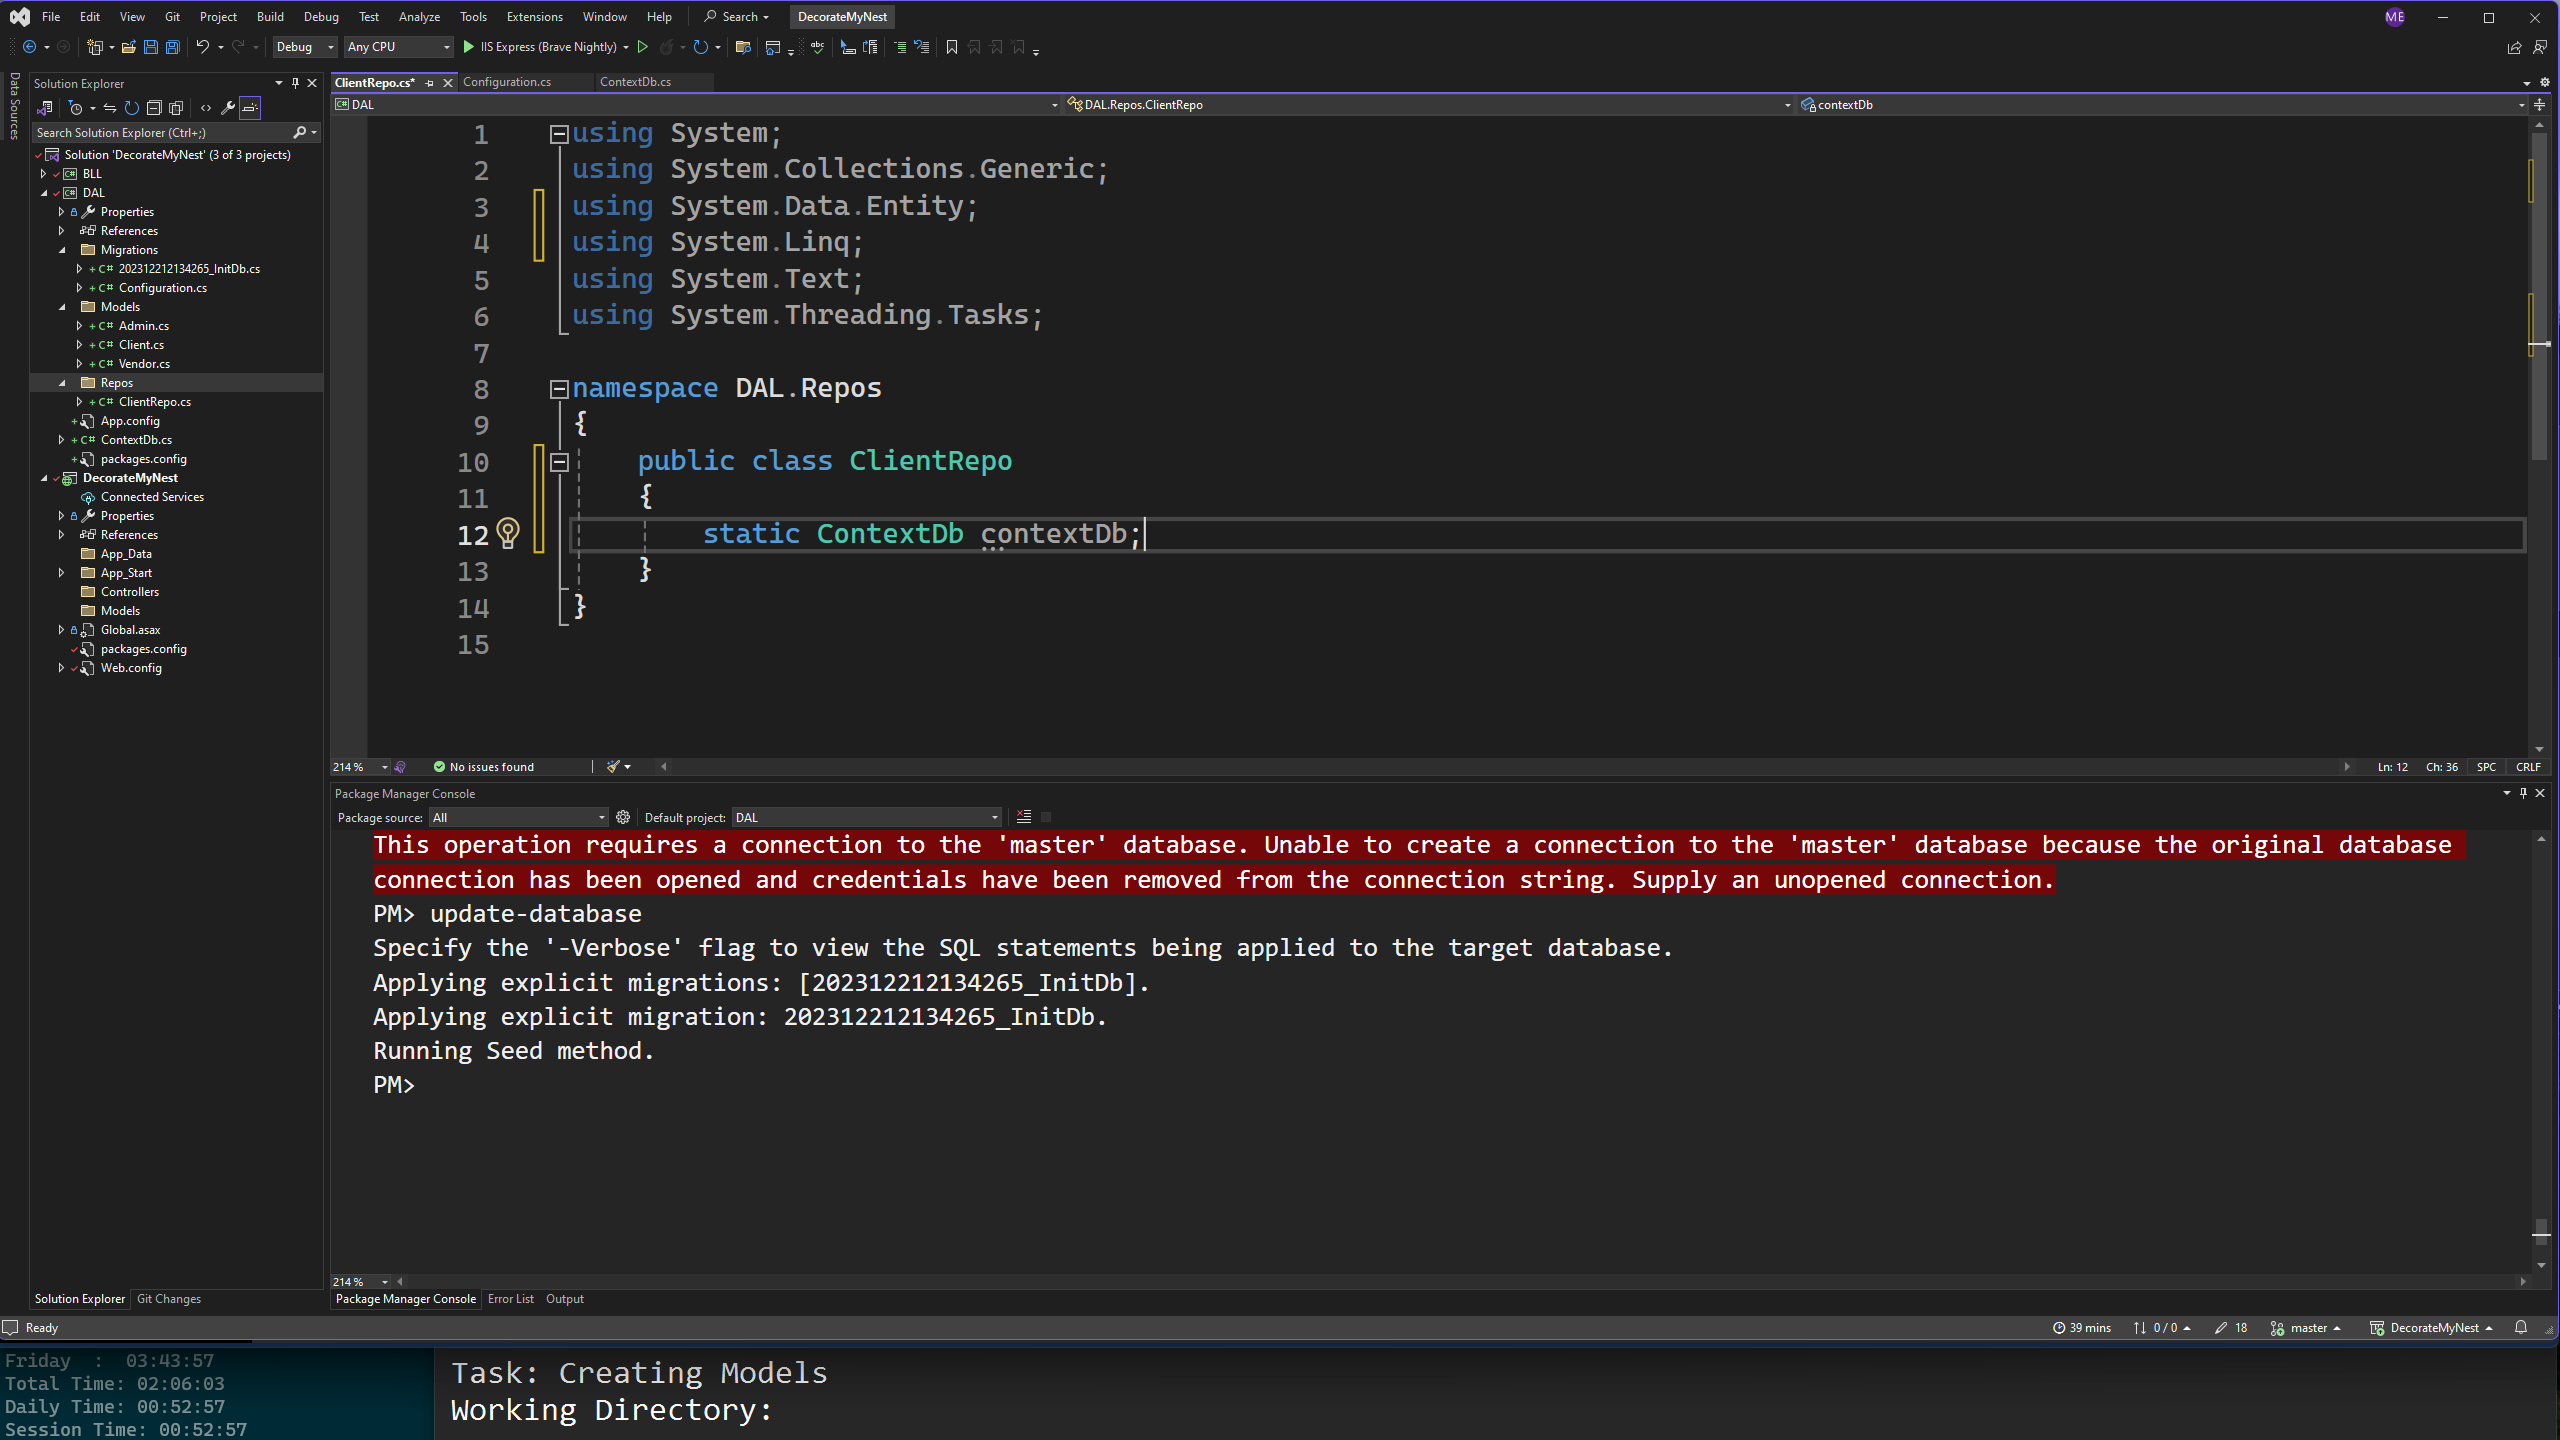 File Edit View Git Project Build Debug Test Analyze Tools Extensions Window Help Search DecorateMyNest ME
Debug Any CPU IIS Express (Brave Nightly)
Data Sources
Solution Explorer
Search Solution Explorer (Ctrl+;)
Solution 'DecorateMyNest' (3 of 3 projects)
BLL
DAL
Properties
References
Migrations
C# 202312212134265_InitDb.cs
C# Configuration.cs
Models
C# Admin.cs
C# Client.cs
C# Vendor.cs
Repos
C# ClientRepo.cs
App.config
C# ContextDb.cs
packages.config
DecorateMyNest
Connected Services
Properties
References
App_Data
App_Start
Controllers
Models
Global.asax
packages.config
Web.config
Solution Explorer Git Changes
ClientRepo.cs* Configuration.cs ContextDb.cs
DAL DAL.Repos.ClientRepo contextDb
1 using System;
2 using System.Collections.Generic;
3 using System.Data.Entity;
4 using System.Linq;
5 using System.Text;
6 using System.Threading.Tasks;
7
8 namespace DAL.Repos
9 {
10 public class ClientRepo
11 {
12 static ContextDb contextDb;
13 }
14 }
15
214 % No issues found Ln: 12 Ch: 36 SPC CRLF
Package Manager Console
Package source: All Default project: DAL
This operation requires a connection to the 'master' database. Unable to create a connection to the 'master' database because the original database
connection has been opened and credentials have been removed from the connection string. Supply an unopened connection.
PM> update-database
Specify the '-Verbose' flag to view the SQL statements being applied to the target database.
Applying explicit migrations: [202312212134265_InitDb].
Applying explicit migration: 202312212134265_InitDb.
Running Seed method.
PM>
214 %
Package Manager Console Error List Output
Ready 39 mins 0 / 0 18 master DecorateMyNest
Friday : 03:43:57
Total Time: 02:06:03
Daily Time: 00:52:57
Session Time: 00:52:57
Task: Creating Models
Working Directory: